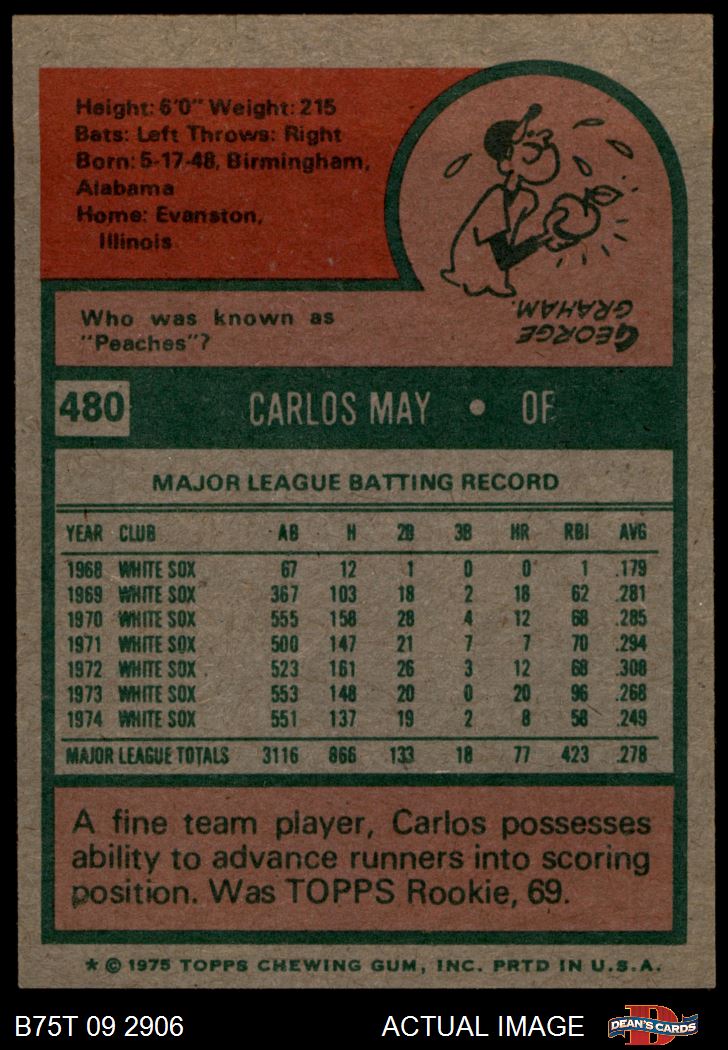 Height: 6'0" Weight: 215
Bats: Left Throws: Right
Born: 5-17-48, Birmingham,
Alabama
Home: Evanston,
Illinois
Who was known as
"Peaches"?
GEORGE
GRAHAM.
480 CARLOS MAY • OF
MAJOR LEAGUE BATTING RECORD
YEAR CLUB AB H 2B 3B HR RBI AVG
1968 WHITE SOX 67 12 1 0 0 1 .179
1969 WHITE SOX 367 103 18 2 18 62 .281
1970 WHITE SOX 555 158 28 4 12 68 .285
1971 WHITE SOX 500 147 21 7 7 70 .294
1972 WHITE SOX 523 161 26 3 12 68 .308
1973 WHITE SOX 553 148 20 0 20 96 .268
1974 WHITE SOX 551 137 19 2 8 58 .249
MAJOR LEAGUE TOTALS 3116 866 133 18 77 423 .278
A fine team player, Carlos possesses
ability to advance runners into scoring
position. Was TOPPS Rookie, 69.
* © 1975 TOPPS CHEWING GUM, INC. PRTD IN U.S.A.
B75T 09 2906 ACTUAL IMAGE D DEAN'S CARDS